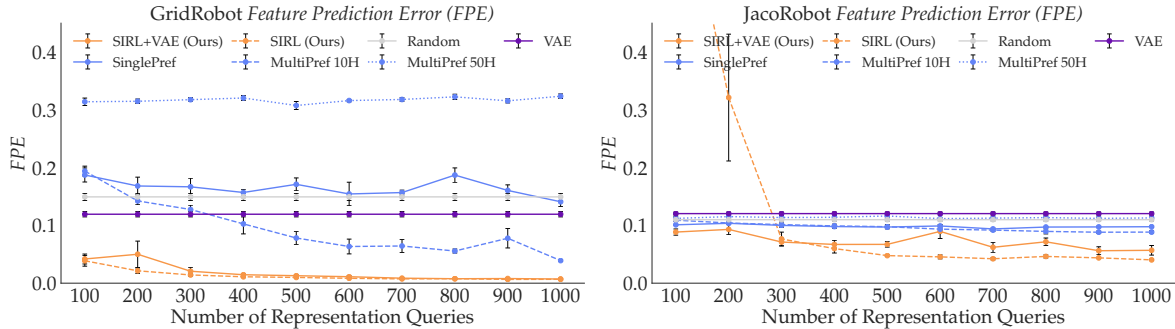 GridRobot Feature Prediction Error (FPE)
SIRL+VAE (Ours) SIRL (Ours) Random VAE
SinglePref MultiPref 10H MultiPref 50H
0.4
0.3
0.2
0.1
0.0
FPE
100 200 300 400 500 600 700 800 900 1000
Number of Representation Queries
JacoRobot Feature Prediction Error (FPE)
SIRL+VAE (Ours) SIRL (Ours) Random VAE
SinglePref MultiPref 10H MultiPref 50H
0.4
0.3
0.2
0.1
0.0
FPE
100 200 300 400 500 600 700 800 900 1000
Number of Representation Queries